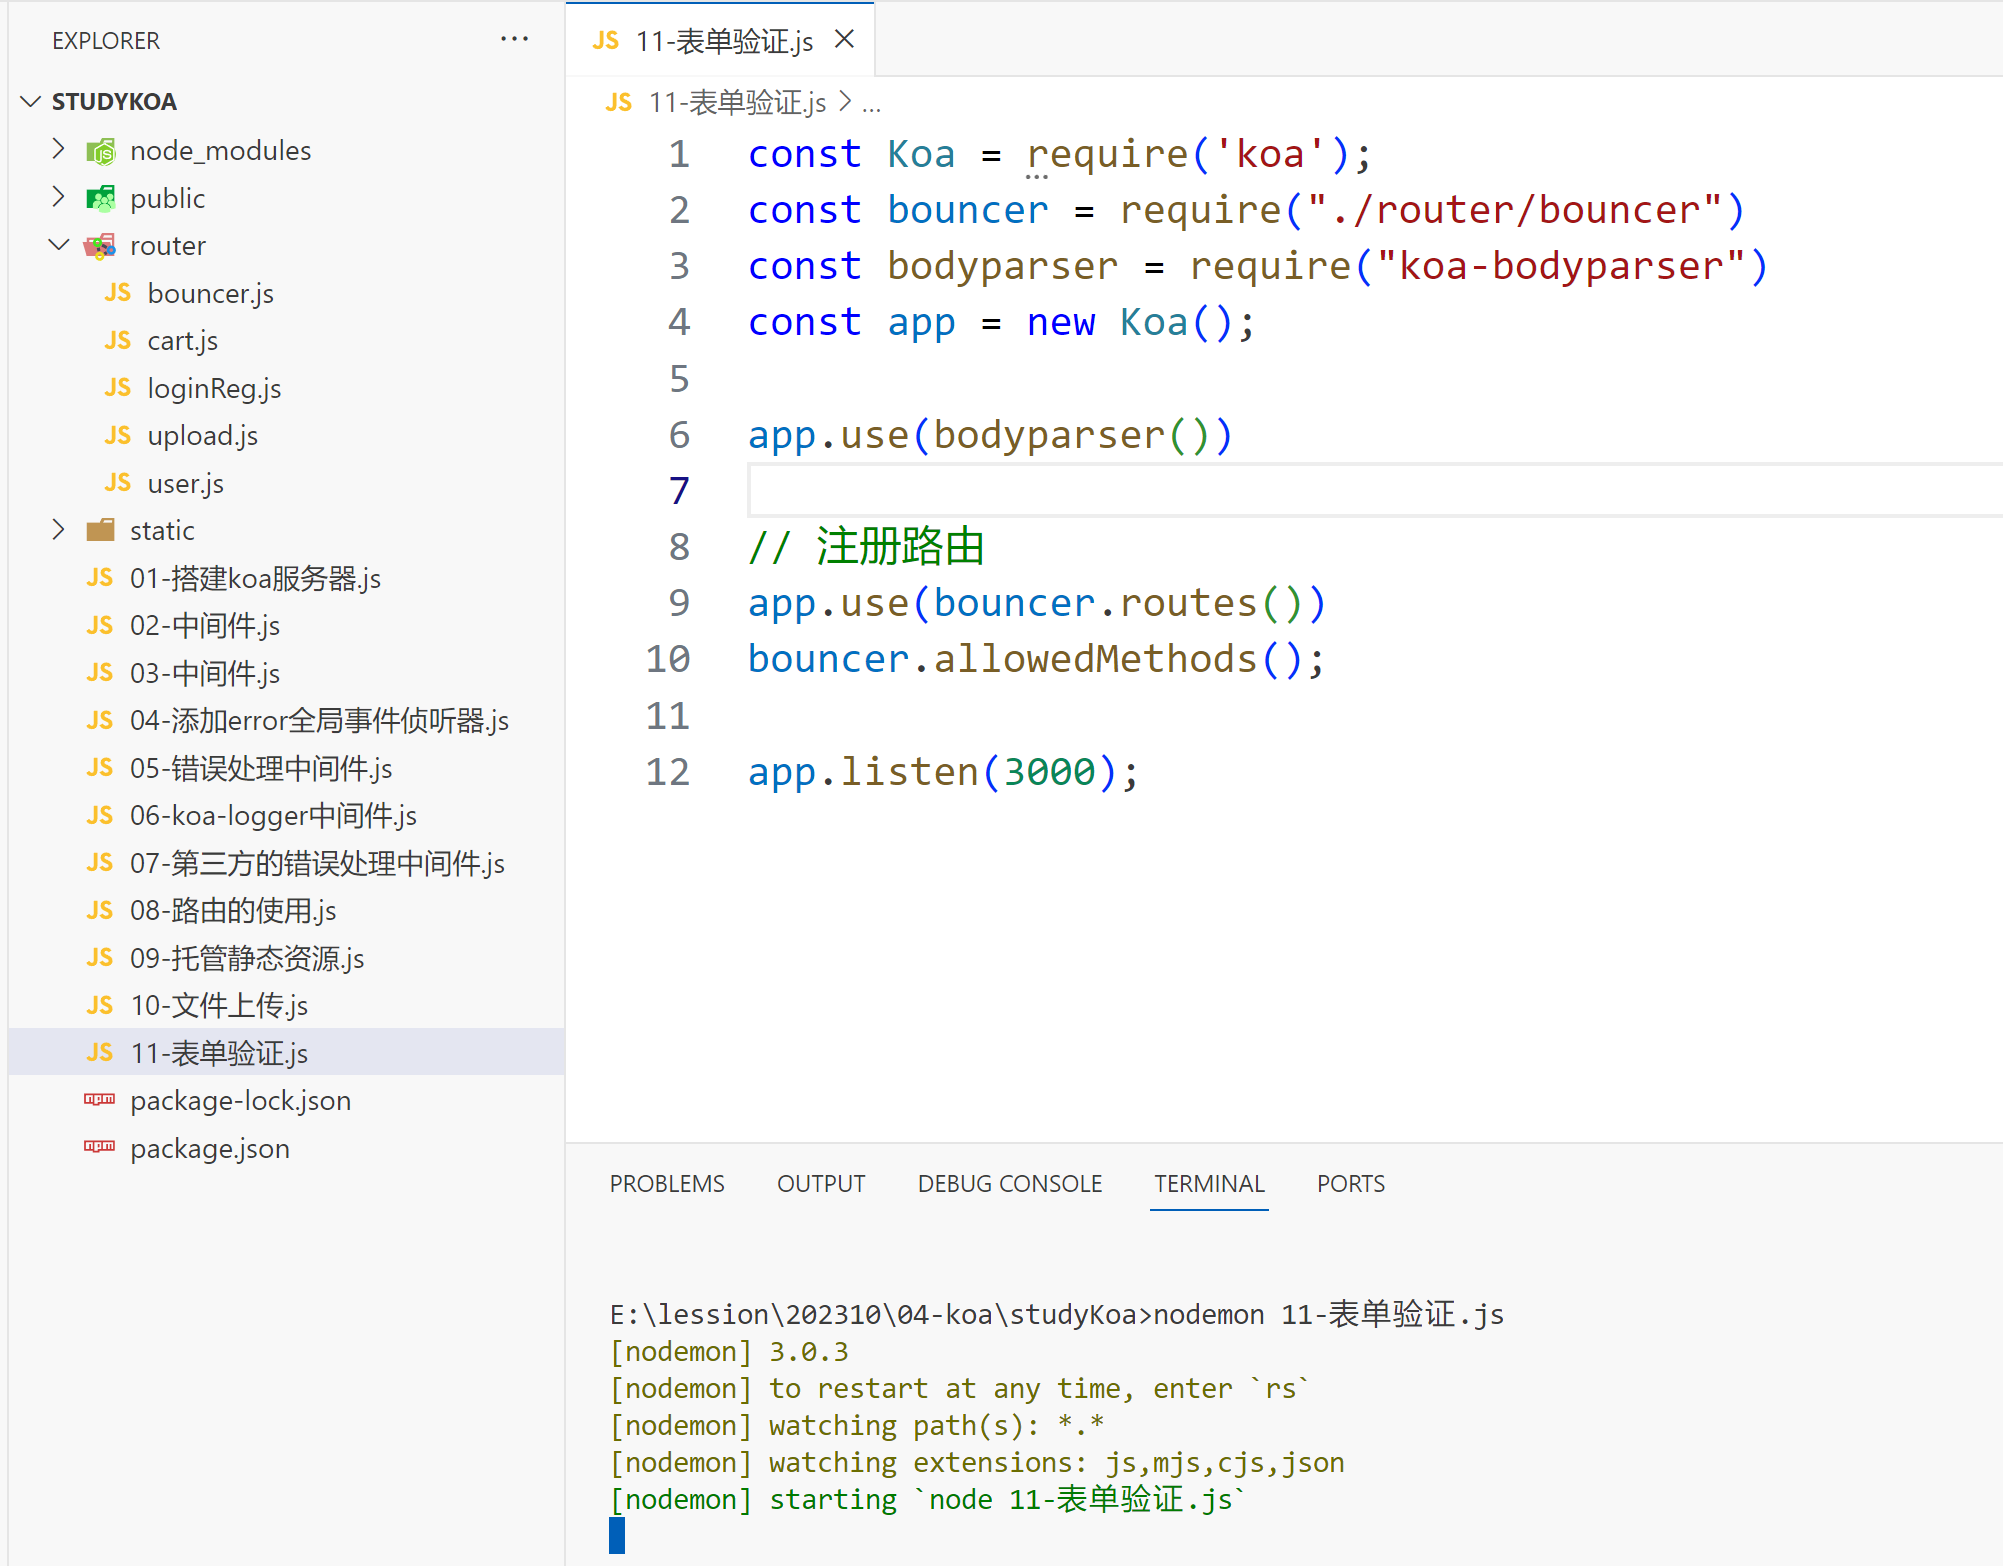 EXPLORER ...
STUDYKOA
node_modules
public
router
JS bouncer.js
JS cart.js
JS loginReg.js
JS upload.js
JS user.js
static
JS 01-搭建koa服务器.js
JS 02-中间件.js
JS 03-中间件.js
JS 04-添加error全局事件侦听器.js
JS 05-错误处理中间件.js
JS 06-koa-logger中间件.js
JS 07-第三方的错误处理中间件.js
JS 08-路由的使用.js
JS 09-托管静态资源.js
JS 10-文件上传.js
JS 11-表单验证.js
package-lock.json
package.json
JS 11-表单验证.js
JS 11-表单验证.js > ...
1 const Koa = require('koa');
2 const bouncer = require("./router/bouncer")
3 const bodyparser = require("koa-bodyparser")
4 const app = new Koa();
5
6 app.use(bodyparser())
7
8 // 注册路由
9 app.use(bouncer.routes())
10 bouncer.allowedMethods();
11
12 app.listen(3000);
PROBLEMS OUTPUT DEBUG CONSOLE TERMINAL PORTS
E:\lession\202310\04-koa\studyKoa>nodemon 11-表单验证.js
[nodemon] 3.0.3
[nodemon] to restart at any time, enter `rs`
[nodemon] watching path(s): *.*
[nodemon] watching extensions: js,mjs,cjs,json
[nodemon] starting `node 11-表单验证.js`